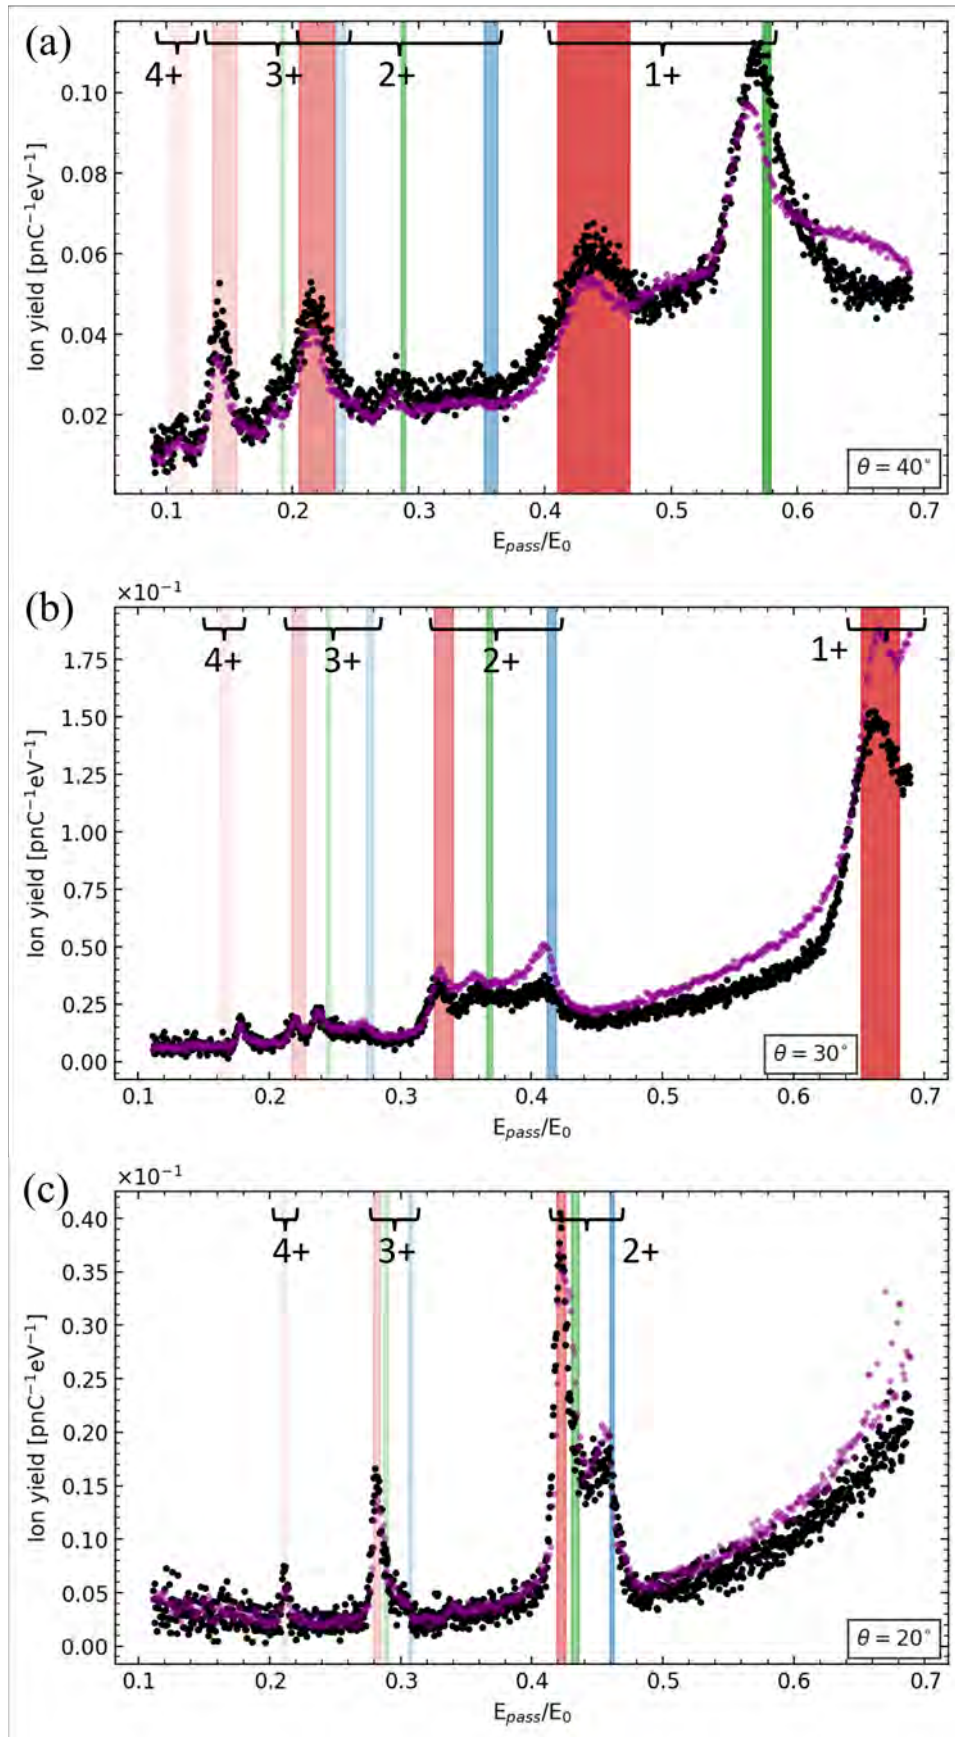 (a)
4+ 3+ 2+ 1+
0.10
0.08
0.06
0.04
0.02
Ion yield [pnC⁻¹eV⁻¹]
θ = 40°
0.1 0.2 0.3 0.4 0.5 0.6 0.7
E_pass/E₀
(b)
×10⁻¹
4+ 3+ 2+ 1+
1.75
1.50
1.25
1.00
0.75
0.50
0.25
0.00
Ion yield [pnC⁻¹eV⁻¹]
θ = 30°
0.1 0.2 0.3 0.4 0.5 0.6 0.7
E_pass/E₀
(c)
×10⁻¹
4+ 3+ 2+
0.40
0.35
0.30
0.25
0.20
0.15
0.10
0.05
0.00
Ion yield [pnC⁻¹eV⁻¹]
θ = 20°
0.1 0.2 0.3 0.4 0.5 0.6 0.7
E_pass/E₀